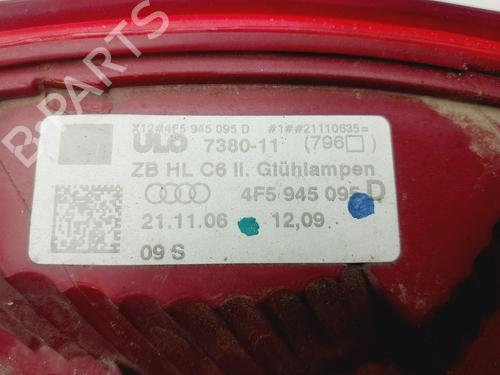 X12#4F5 945 095 D #1##21110635=
ULO 7380-11 (796□)
ZB HL C6 II. Glühlampen
4F5 945 095 D
21.11.06 12,09
09 S
B-PARTS